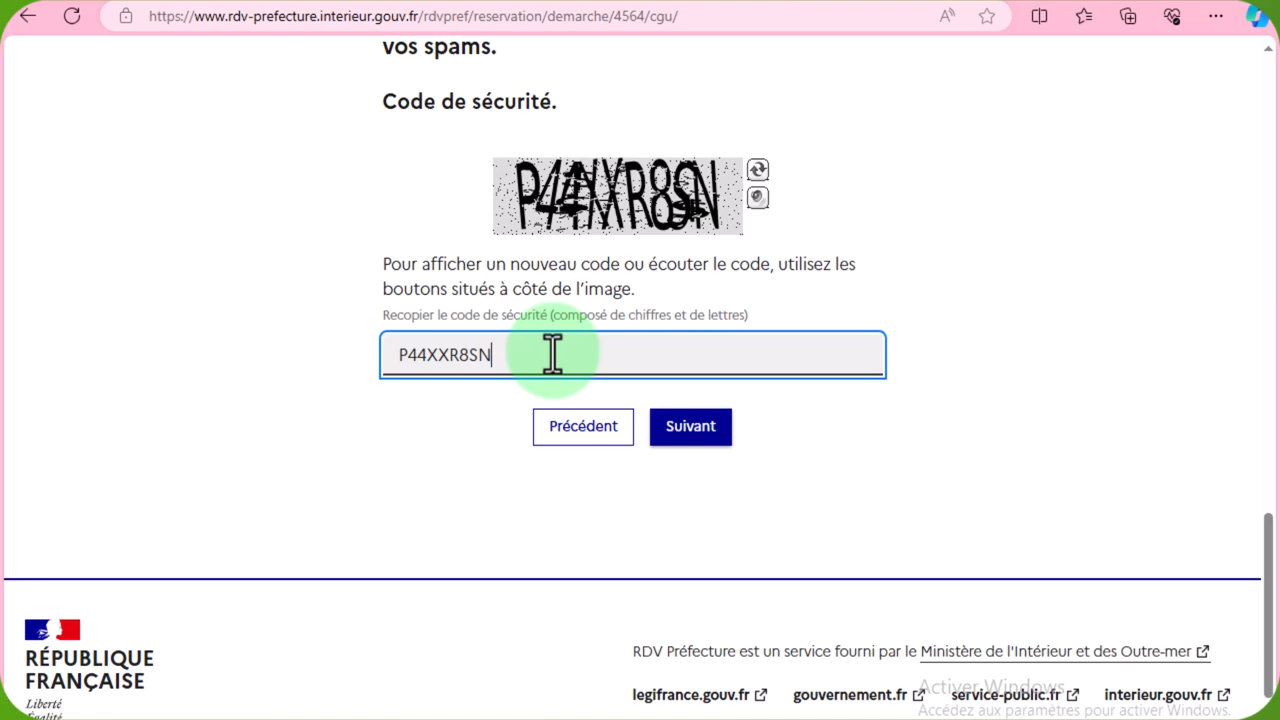 https://www.rdv-prefecture.interieur.gouv.fr/rdvpref/reservation/demarche/4564/cgu/
vos spams.
Code de sécurité.
Pour afficher un nouveau code ou écouter le code, utilisez les
boutons situés à côté de l'image.
Recopier le code de sécurité (composé de chiffres et de lettres)
P44XXR8SN
Précédent
Suivant
RÉPUBLIQUE
FRANÇAISE
Liberté
Égalité
RDV Préfecture est un service fourni par le Ministère de l'Intérieur et des Outre-mer
legifrance.gouv.fr gouvernement.fr service-public.fr interieur.gouv.fr
Activer Windows
Accédez aux paramètres pour activer Windows.